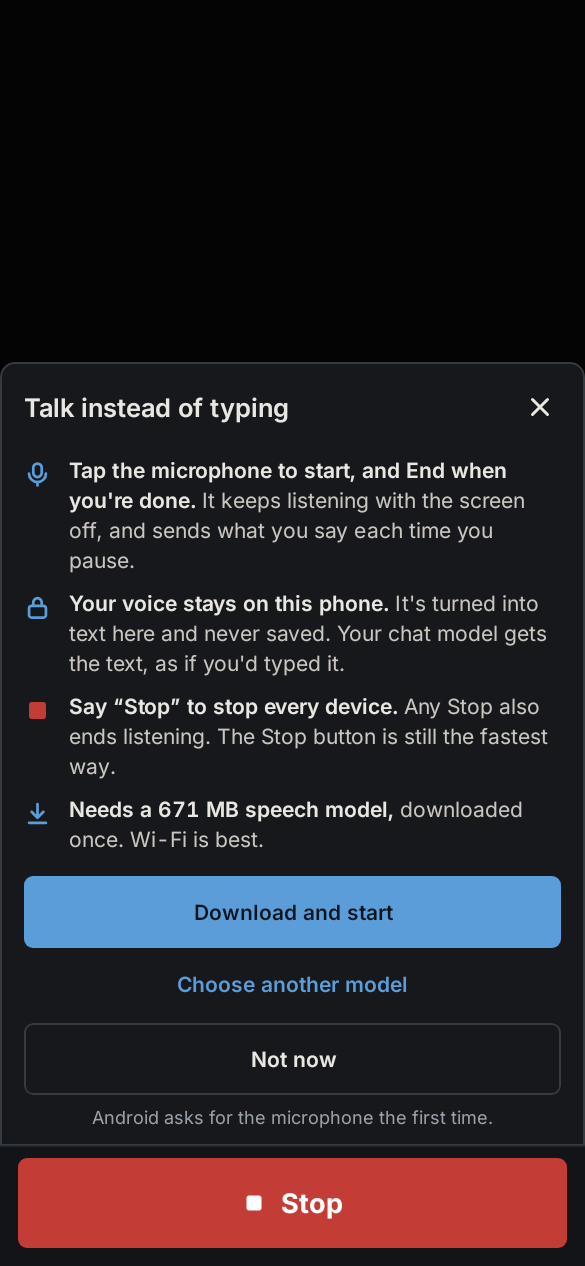 Talk instead of typing
Tap the microphone to start, and End when
you're done. It keeps listening with the screen
off, and sends what you say each time you
pause.
Your voice stays on this phone. It's turned into
text here and never saved. Your chat model gets
the text, as if you'd typed it.
Say “Stop” to stop every device. Any Stop also
ends listening. The Stop button is still the fastest
way.
Needs a 671 MB speech model, downloaded
once. Wi-Fi is best.
Download and start
Choose another model
Not now
Android asks for the microphone the first time.
Stop